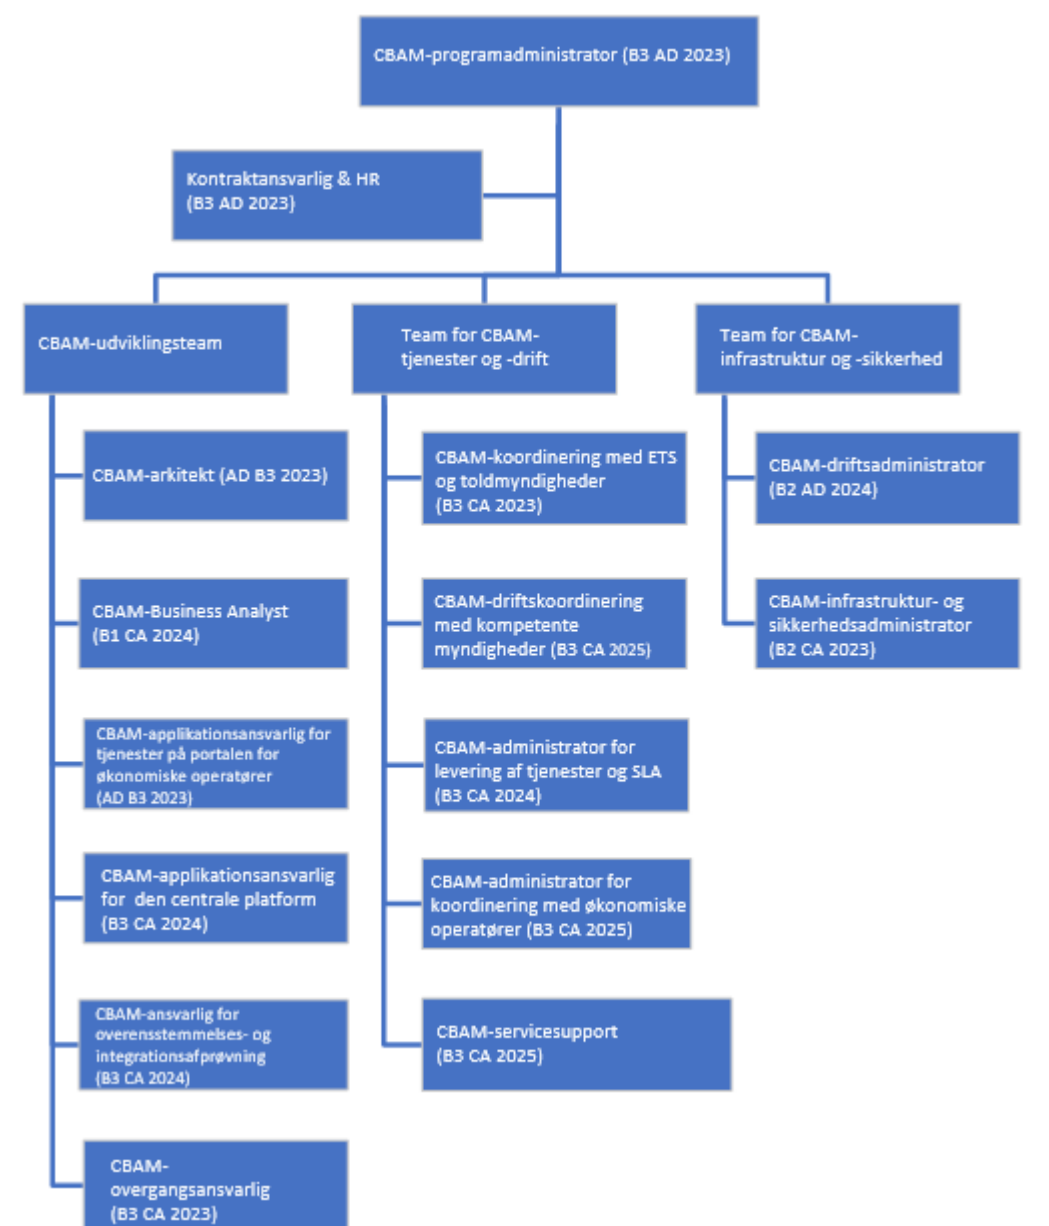 CBAM-programadministrator (B3 AD 2023)
Kontraktansvarlig & HR
(B3 AD 2023)
CBAM-udviklingsteam
Team for CBAM-
tjenester og -drift
Team for CBAM-
infrastruktur og -sikkerhed
CBAM-arkitekt (AD B3 2023)
CBAM-Business Analyst
(B1 CA 2024)
CBAM-applikationsansvarlig for
tjenester på portalen for
økonomiske operatører
(AD B3 2023)
CBAM-applikationsansvarlig
for den centrale platform
(B3 CA 2024)
CBAM-ansvarlig for
overensstemmelses- og
integrationsafprøvning
(B3 CA 2024)
CBAM-
overgangsansvarlig
(B3 CA 2023)
CBAM-koordinering med ETS
og toldmyndigheder
(B3 CA 2023)
CBAM-driftskoordinering
med kompetente
myndigheder (B3 CA 2025)
CBAM-administrator for
levering af tjenester og SLA
(B3 CA 2024)
CBAM-administrator for
koordinering med økonomiske
operatører (B3 CA 2025)
CBAM-servicesupport
(B3 CA 2025)
CBAM-driftsadministrator
(B2 AD 2024)
CBAM-infrastruktur- og
sikkerhedsadministrator
(B2 CA 2023)